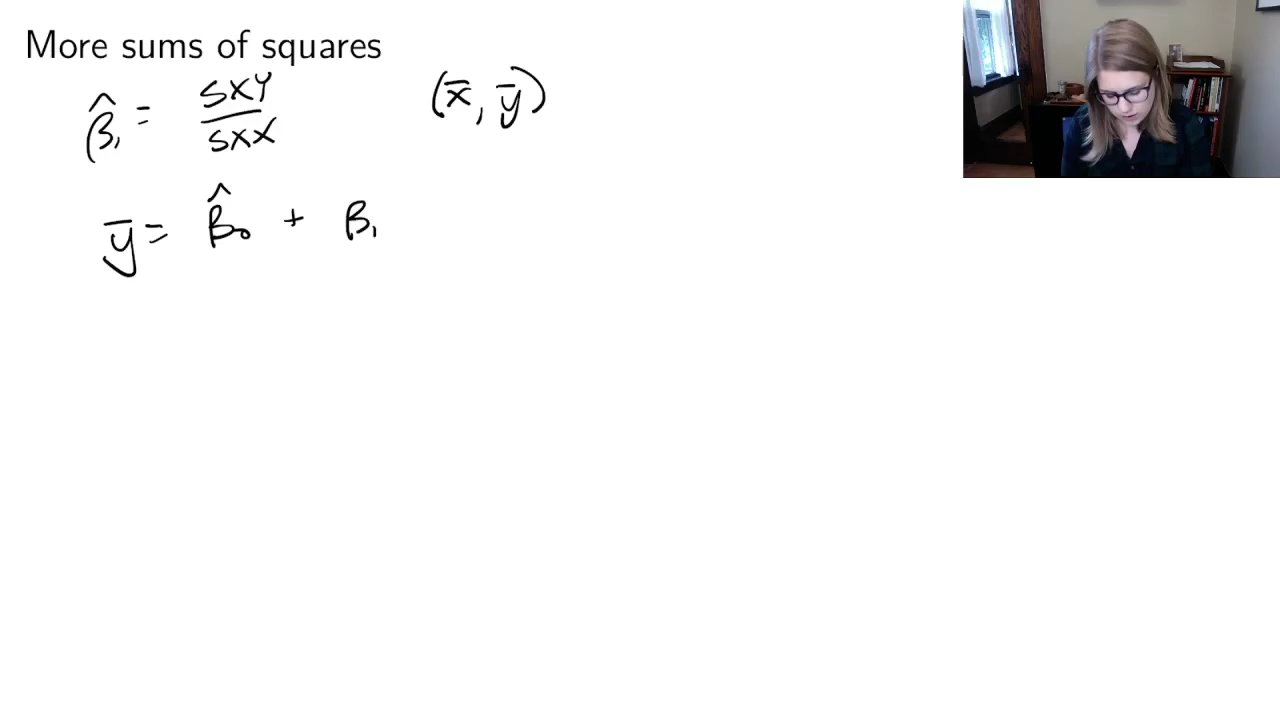 More sums of squares
β̂₁ = SXY / SXX (x̄, ȳ)
ȳ = β̂₀ + β₁